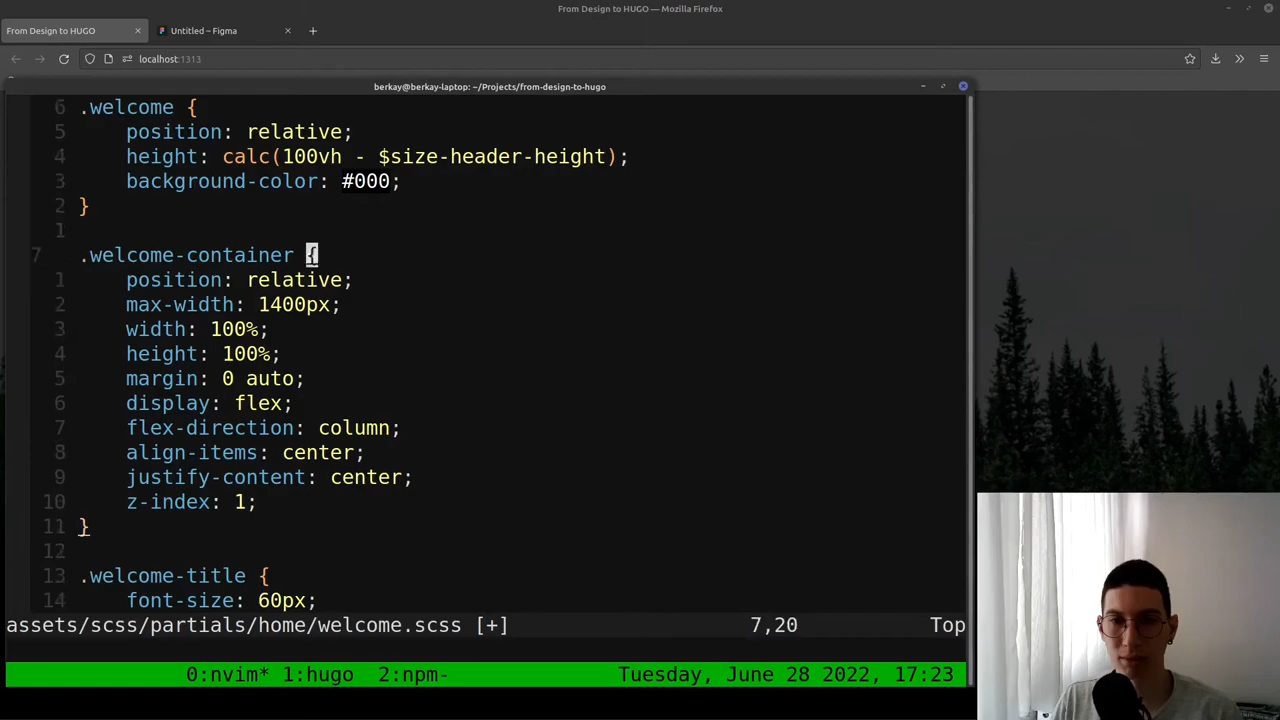 From Design to HUGO — Mozilla Firefox
From Design to HUGO
Untitled – Figma
localhost:1313
berkay@berkay-laptop: ~/Projects/from-design-to-hugo
6 .welcome {
5 position: relative;
4 height: calc(100vh - $size-header-height);
3 background-color: #000;
2 }
1
7 .welcome-container {
1 position: relative;
2 max-width: 1400px;
3 width: 100%;
4 height: 100%;
5 margin: 0 auto;
6 display: flex;
7 flex-direction: column;
8 align-items: center;
9 justify-content: center;
10 z-index: 1;
11 }
12
13 .welcome-title {
14 font-size: 60px;
assets/scss/partials/home/welcome.scss [+] 7,20 Top
0:nvim* 1:hugo 2:npm- Tuesday, June 28 2022, 17:23